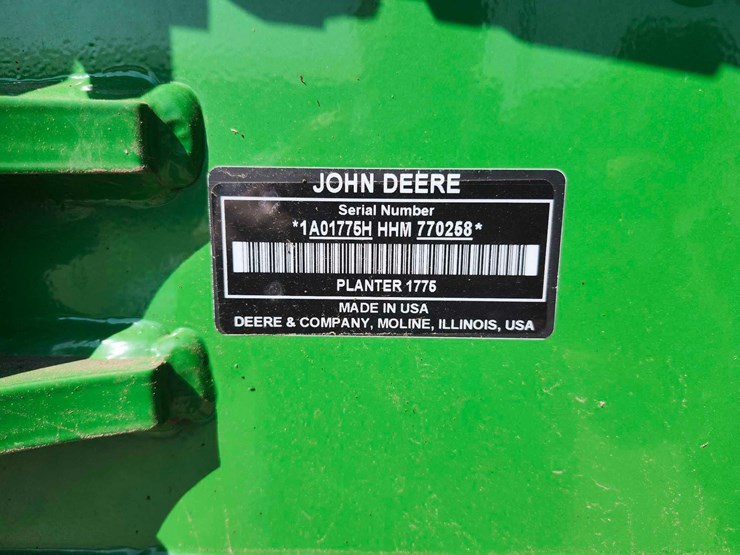 JOHN DEERE
Serial Number
*1A01775H HHM 770258*
PLANTER 1775
MADE IN USA
DEERE & COMPANY, MOLINE, ILLINOIS, USA